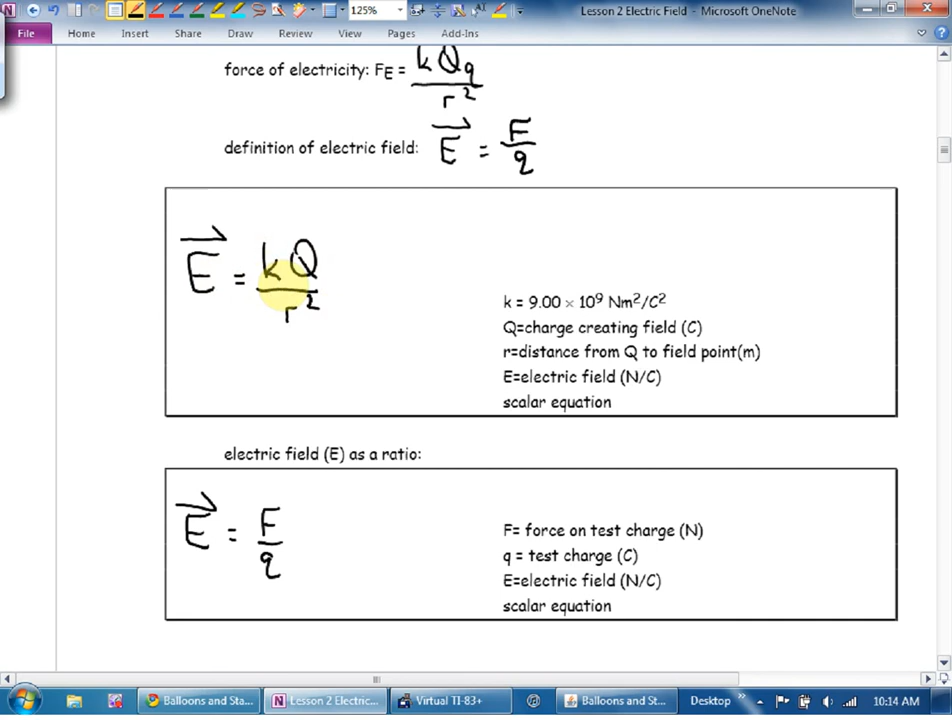 125%
Lesson 2 Electric Field - Microsoft OneNote
File Home Insert Share Draw Review View Pages Add-Ins
force of electricity: FE = kQq / r²
definition of electric field: E⃗ = F / q
E⃗ = kQ / r²
k = 9.00 × 10⁹ Nm²/C²
Q=charge creating field (C)
r=distance from Q to field point(m)
E=electric field (N/C)
scalar equation
electric field (E) as a ratio:
E⃗ = F / q
F= force on test charge (N)
q = test charge (C)
E=electric field (N/C)
scalar equation
Balloons and Sta... Lesson 2 Electric... Virtual TI-83+ Balloons and St... Desktop 10:14 AM